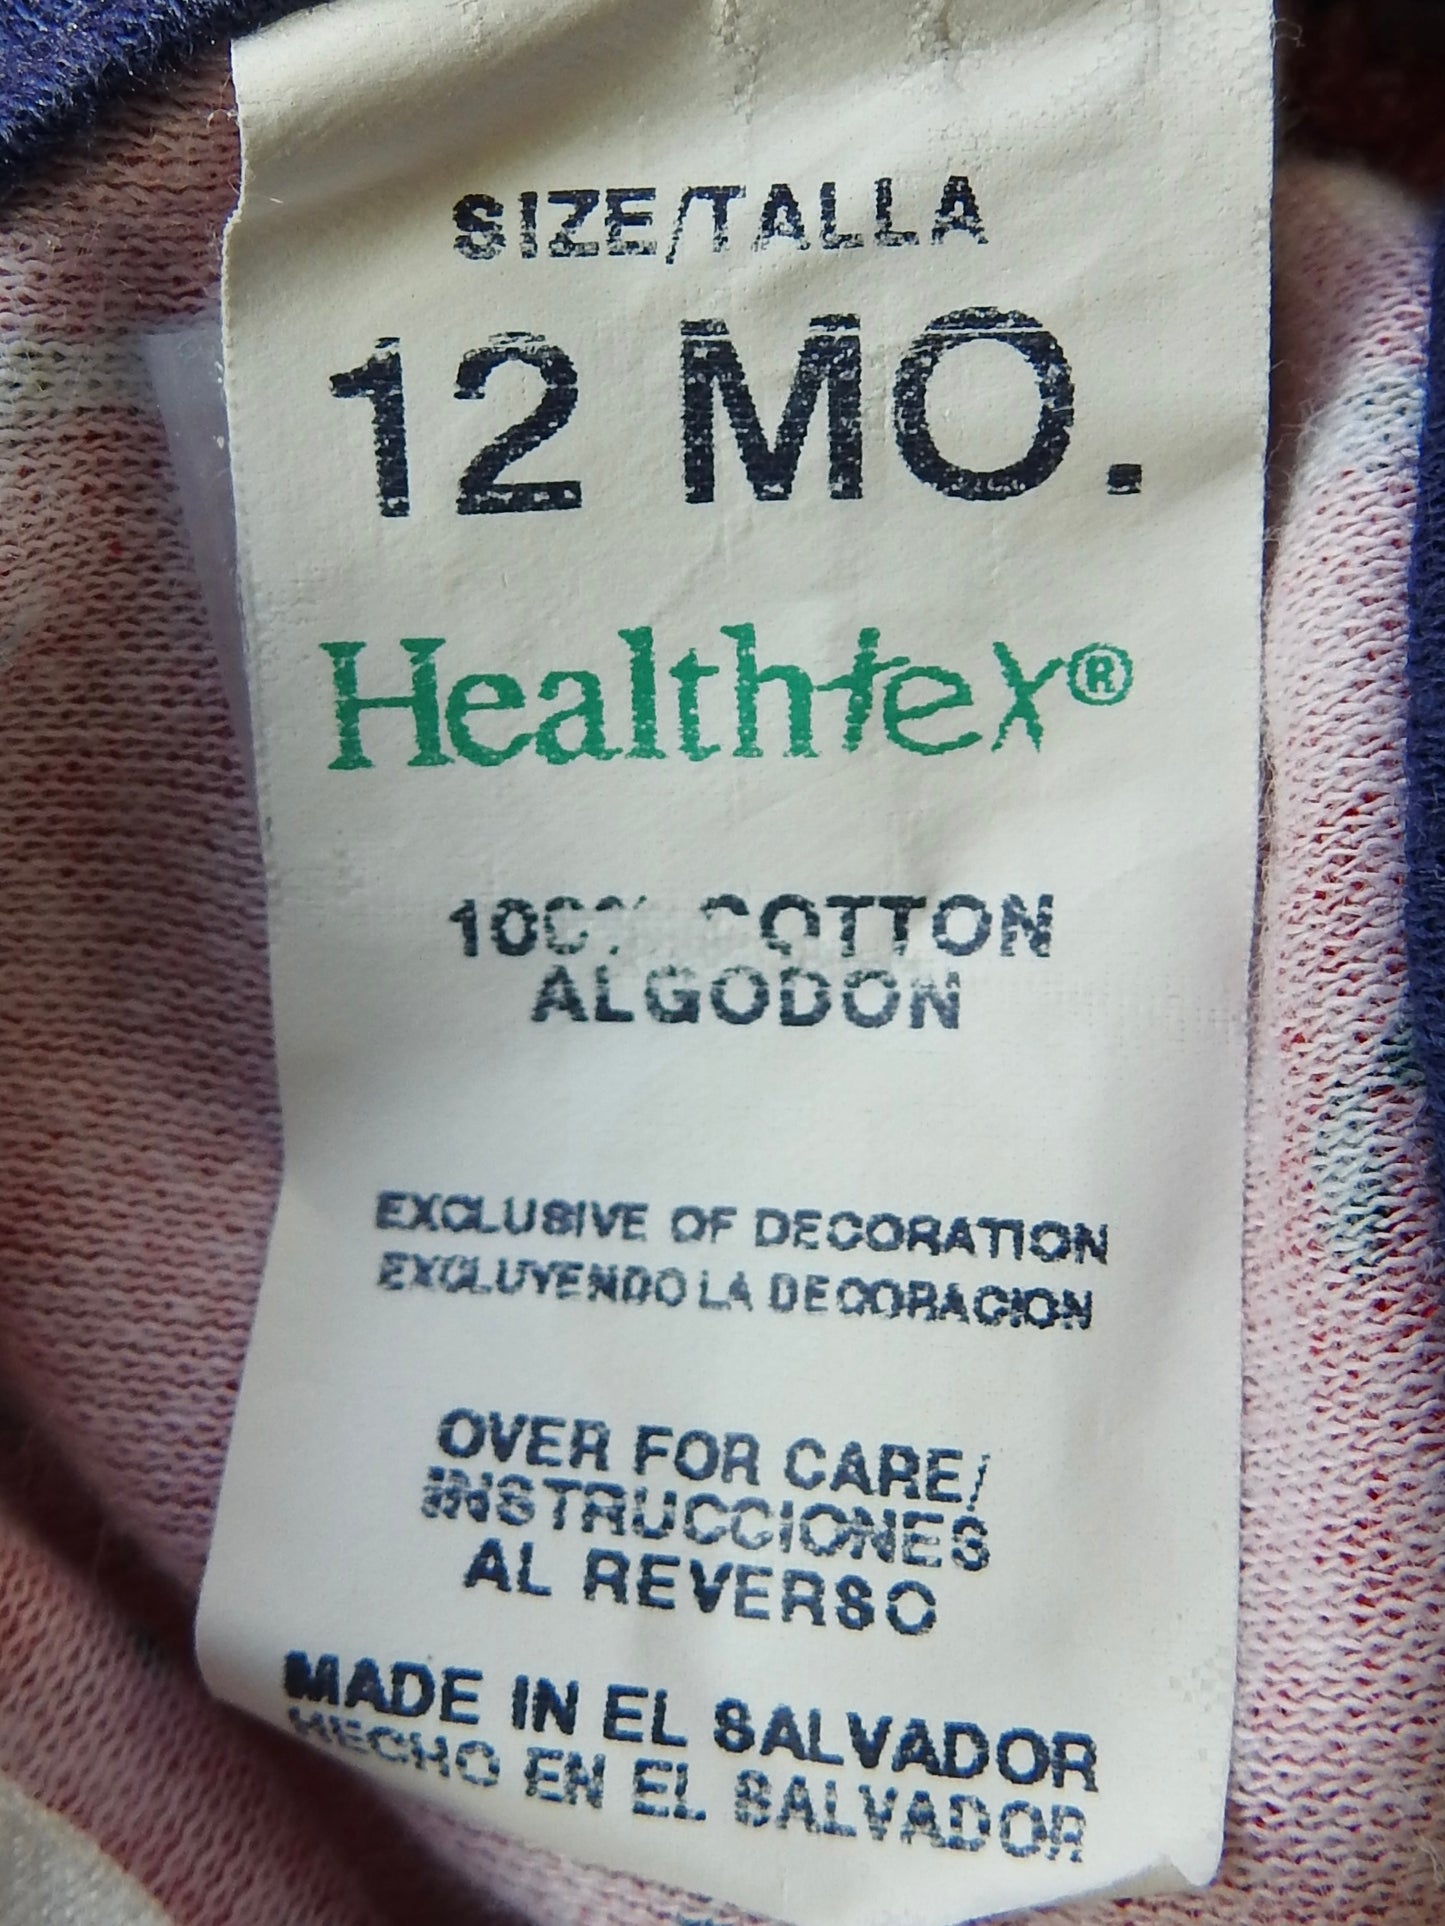 SIZE/TALLA
12 MO.
Healthtex®
100% COTTON
ALGODON
EXCLUSIVE OF DECORATION
EXCLUYENDO LA DECORACION
OVER FOR CARE/
INSTRUCCIONES
AL REVERSO
MADE IN EL SALVADOR
HECHO EN EL SALVADOR